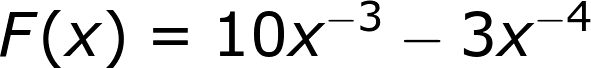 F(x) = 10x⁻³ − 3x⁻⁴